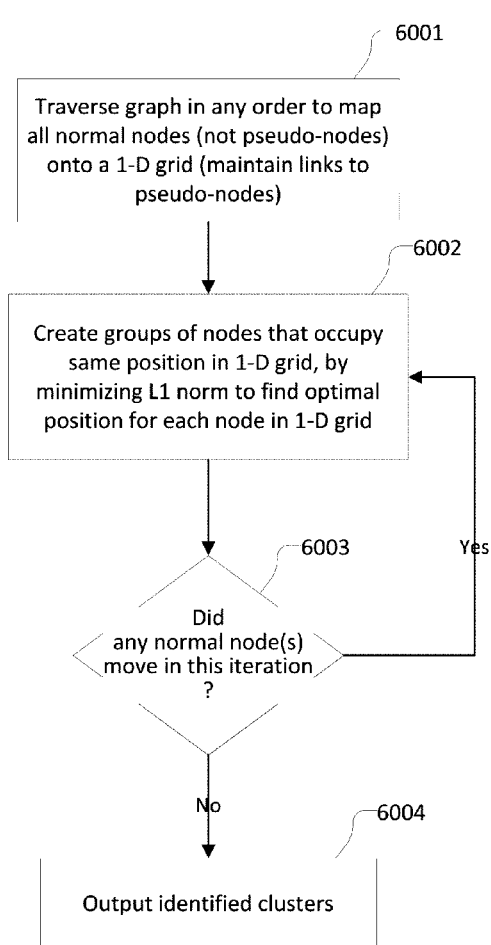 6001
Traverse graph in any order to map
all normal nodes (not pseudo-nodes)
onto a 1-D grid (maintain links to
pseudo-nodes)
6002
Create groups of nodes that occupy
same position in 1-D grid, by
minimizing L1 norm to find optimal
position for each node in 1-D grid
6003
Yes
Did
any normal node(s)
move in this iteration
?
No
6004
Output identified clusters